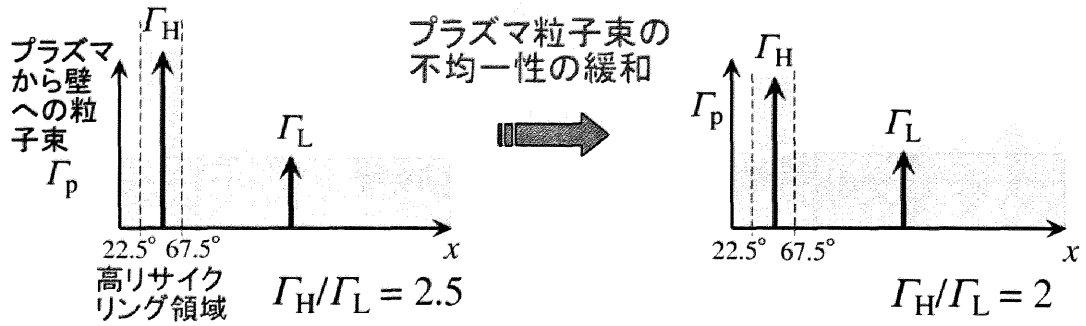 プラズマ
から壁
への粒
子束
Γp
ΓH
ΓL
22.5° 67.5°
x
高リサイク
リング領域
ΓH/ΓL = 2.5
プラズマ粒子束の
不均一性の緩和
Γp
ΓH
ΓL
22.5° 67.5°
x
ΓH/ΓL = 2